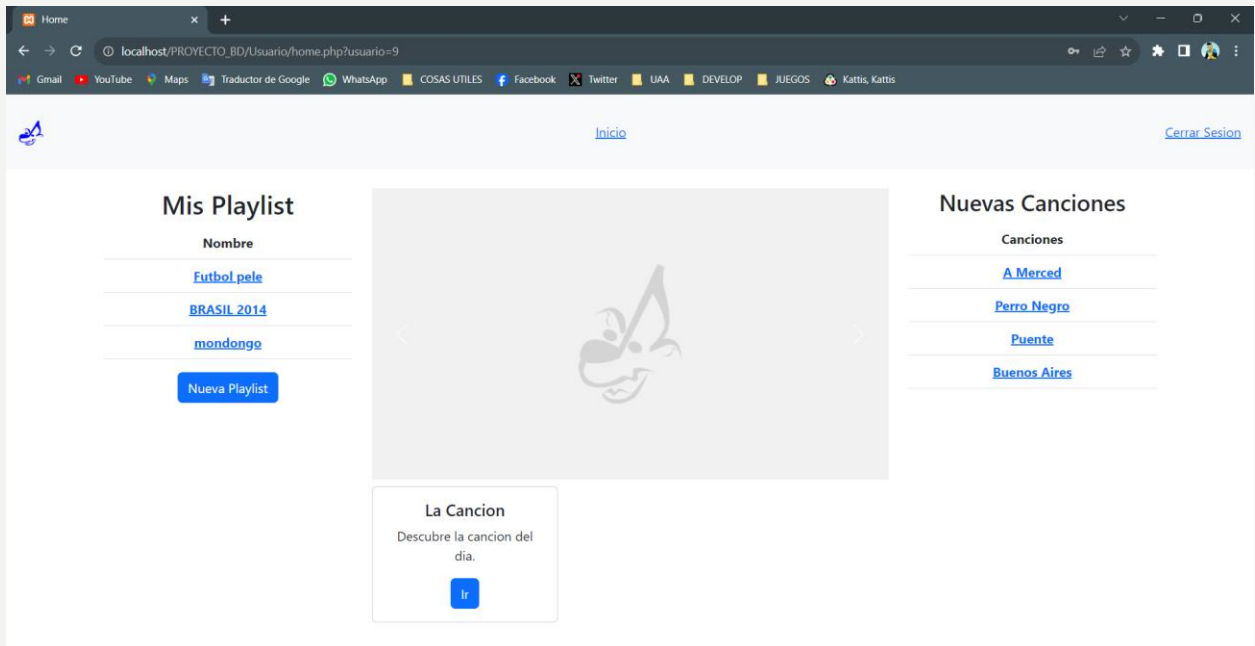 Home
localhost/PROYECTO_BD/Usuario/home.php?usuario=9
Gmail YouTube Maps Traductor de Google WhatsApp COSAS UTILES Facebook Twitter UAA DEVELOP JUEGOS Kattis, Kattis
Inicio
Cerrar Sesion
Mis Playlist
Nombre
Futbol pele
BRASIL 2014
mondongo
Nueva Playlist
La Cancion
Descubre la cancion del
dia.
Ir
Nuevas Canciones
Canciones
A Merced
Perro Negro
Puente
Buenos Aires